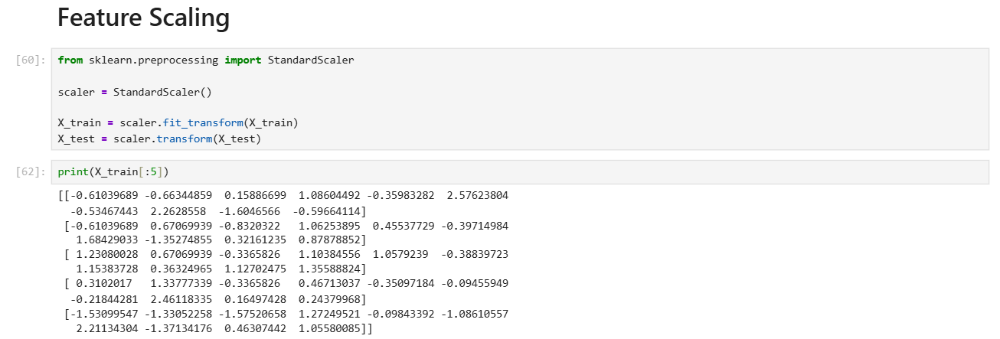 Feature Scaling
[60]:
from sklearn.preprocessing import StandardScaler
scaler = StandardScaler()
X_train = scaler.fit_transform(X_train)
X_test = scaler.transform(X_test)
[62]:
print(X_train[:5])
[[-0.61039689 -0.66344859  0.15886699  1.08604492 -0.35983282  2.57623804
  -0.53467443  2.2628558  -1.6046566  -0.59664114]
 [-0.61039689  0.67069939 -0.8320322   1.06253895  0.45537729 -0.39714984
   1.68429033 -1.35274855  0.32161235  0.87878852]
 [ 1.23080028  0.67069939 -0.3365826   1.10384556  1.0579239  -0.38839723
   1.15383728  0.36324965  1.12702475  1.35588824]
 [ 0.3102017   1.33777339 -0.3365826   0.46713037 -0.35097184 -0.09455949
  -0.21844281  2.46118335  0.16497428  0.24379968]
 [-1.53099547 -1.33052258 -1.57520658  1.27249521 -0.09843392 -1.08610557
   2.21134304 -1.37134176  0.46307442  1.05580085]]